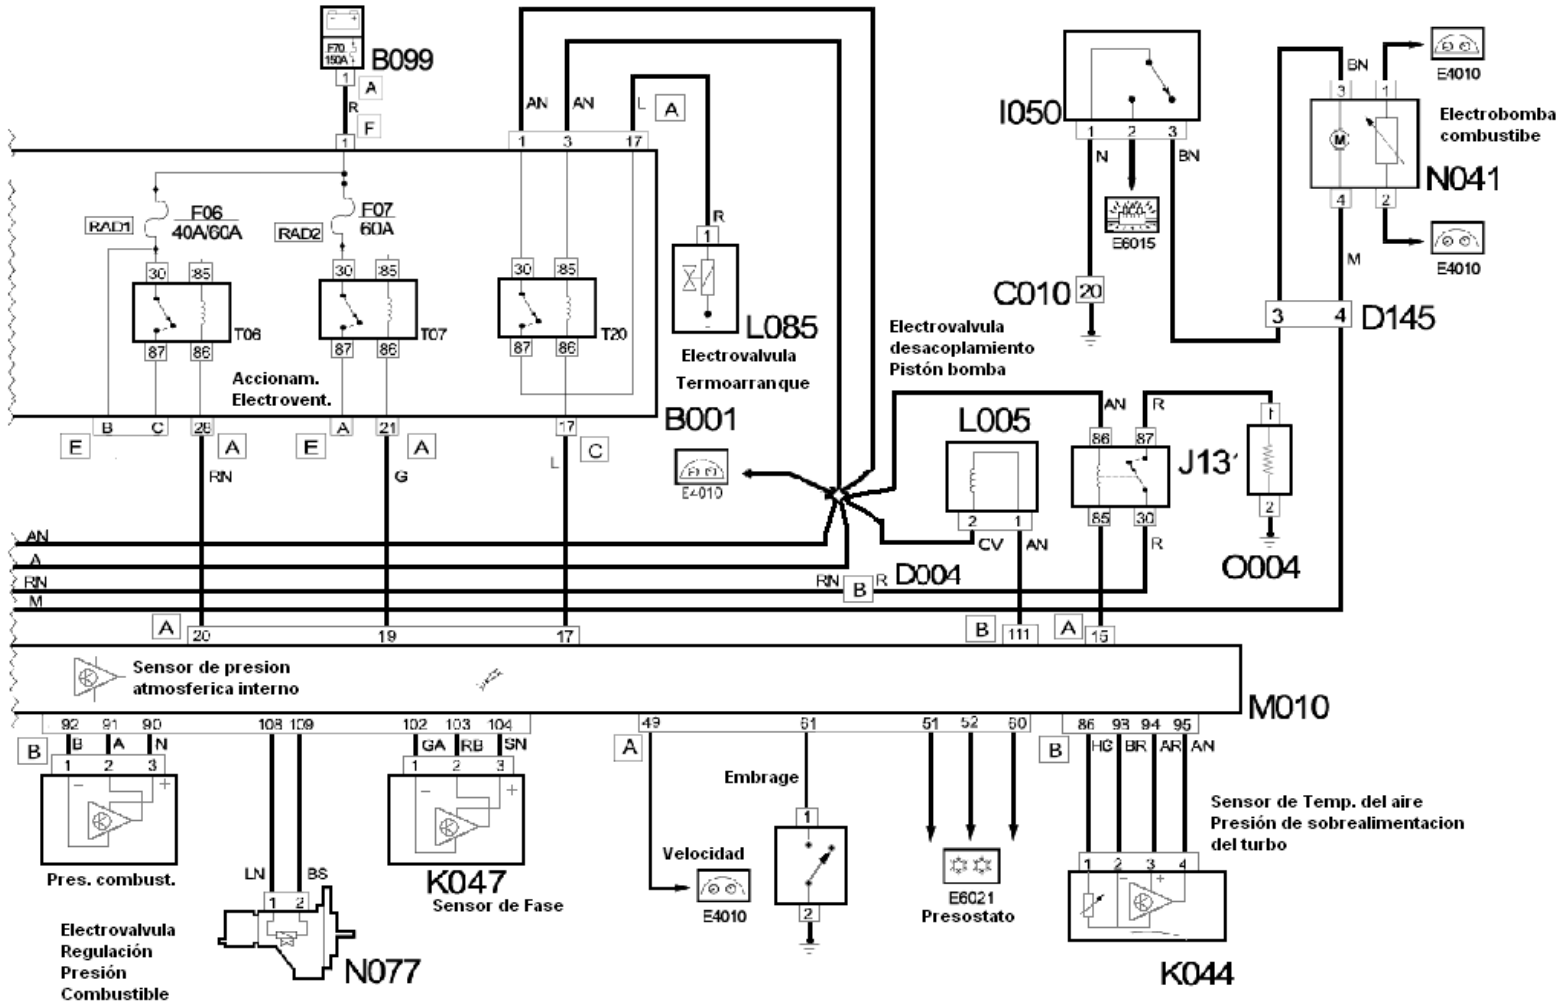 F70
150A
B099
1
A
R
F
1
AN
AN
L
A
1
3
17
I050
1
2
3
N
BN
E6015
C010
20
BN
3
1
E4010
Electrobomba
combustibe
M
N041
4
2
E4010
M
3
4
D145
RAD1
F06
40A/60A
RAD2
F07
60A
30
85
T06
87
86
30
85
T07
87
86
30
85
T20
87
86
R
1
L085
Electrovalvula
Termoarranque
B001
Accionam.
Electrovent.
E
B
C
28
A
E
A
21
A
17
C
RN
G
L
E4010
Electrovalvula
desacoplamiento
Pistón bomba
L005
2
1
CV
AN
D004
AN
R
86
87
J13
85
30
R
1
2
O004
AN
A
RN
M
RN
B
R
A
20
19
17
B
111
A
15
Sensor de presion
atmosferica interno
M010
92
91
90
108
109
102
103
104
49
61
51
52
60
86
93
94
95
B
B
A
N
1
2
3
Pres. combust.
LN
BS
1
2
N077
Electrovalvula
Regulación
Presión
Combustible
GA
RB
SN
1
2
3
K047
Sensor de Fase
A
Velocidad
E4010
Embrage
1
2
E6021
Presostato
B
HG
BR
AR
AN
1
2
3
4
Sensor de Temp. del aire
Presión de sobrealimentacion
del turbo
K044